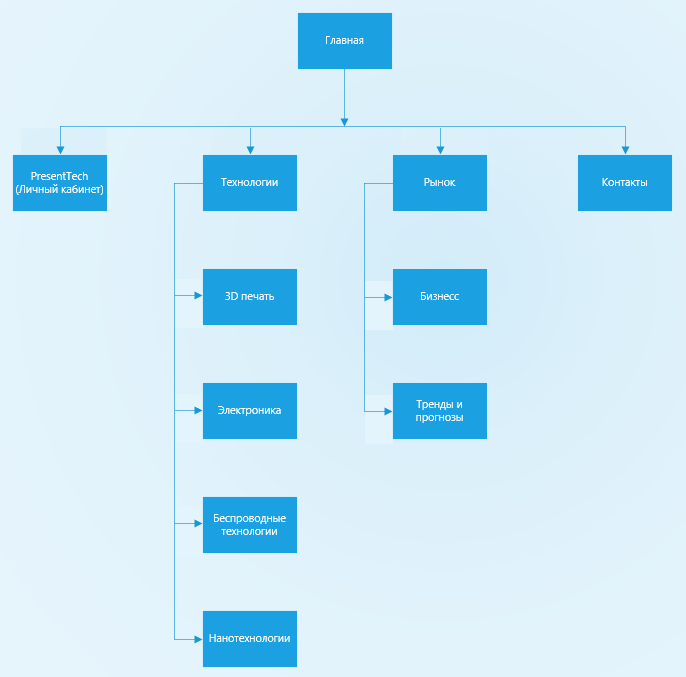 Главная
PresentTech
(Личный кабинет)
Технологии
Рынок
Контакты
3D печать
Бизнесс
Электроника
Тренды и
прогнозы
Беспроводные
технологии
Нанотехнологии